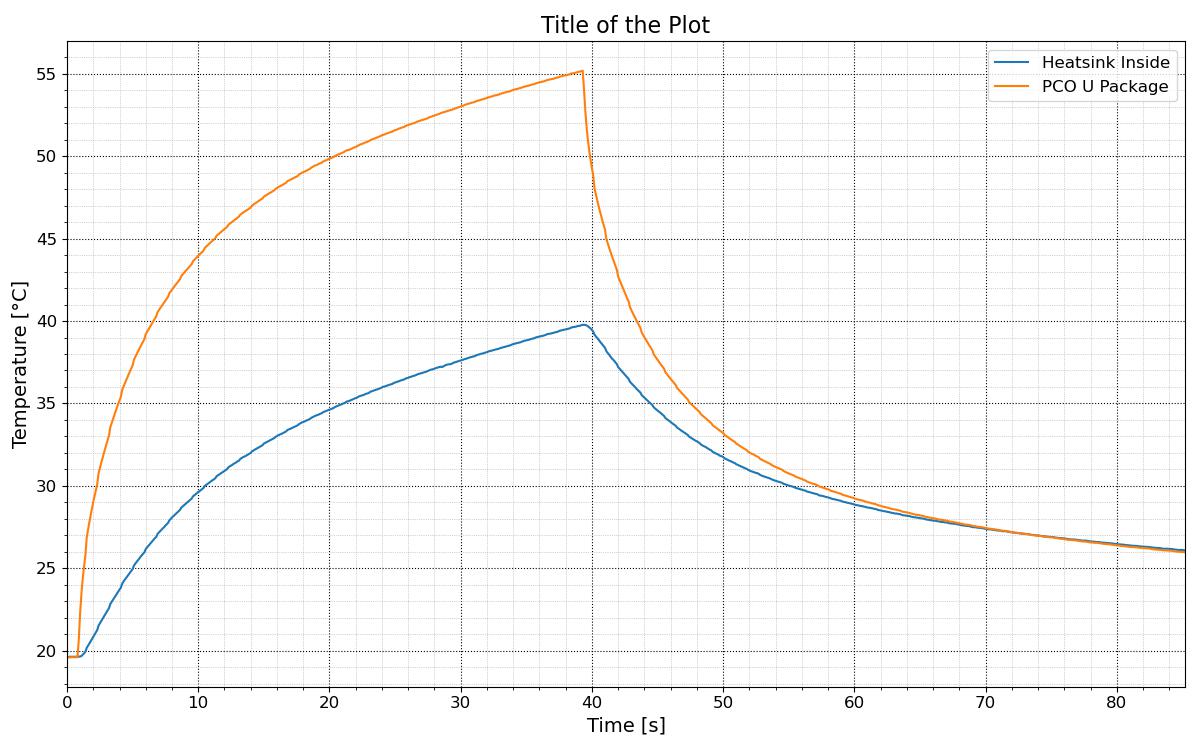 Title of the Plot
Heatsink Inside
PCO U Package
55
50
45
40
35
30
25
20
Temperature [°C]
0 10 20 30 40 50 60 70 80
Time [s]